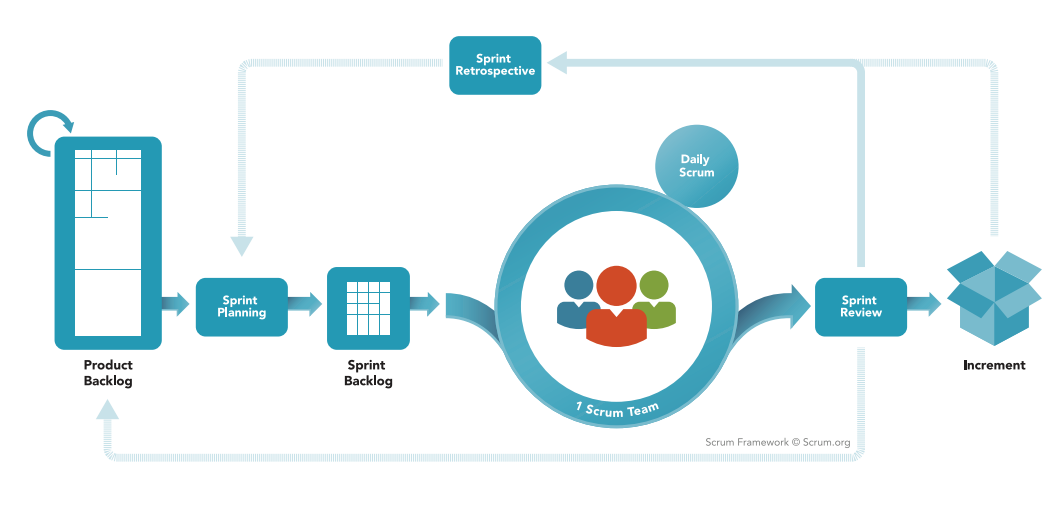 Sprint
Retrospective
Daily
Scrum
Sprint
Planning
Sprint
Review
Product
Backlog
Sprint
Backlog
1 Scrum Team
Increment
Scrum Framework © Scrum.org